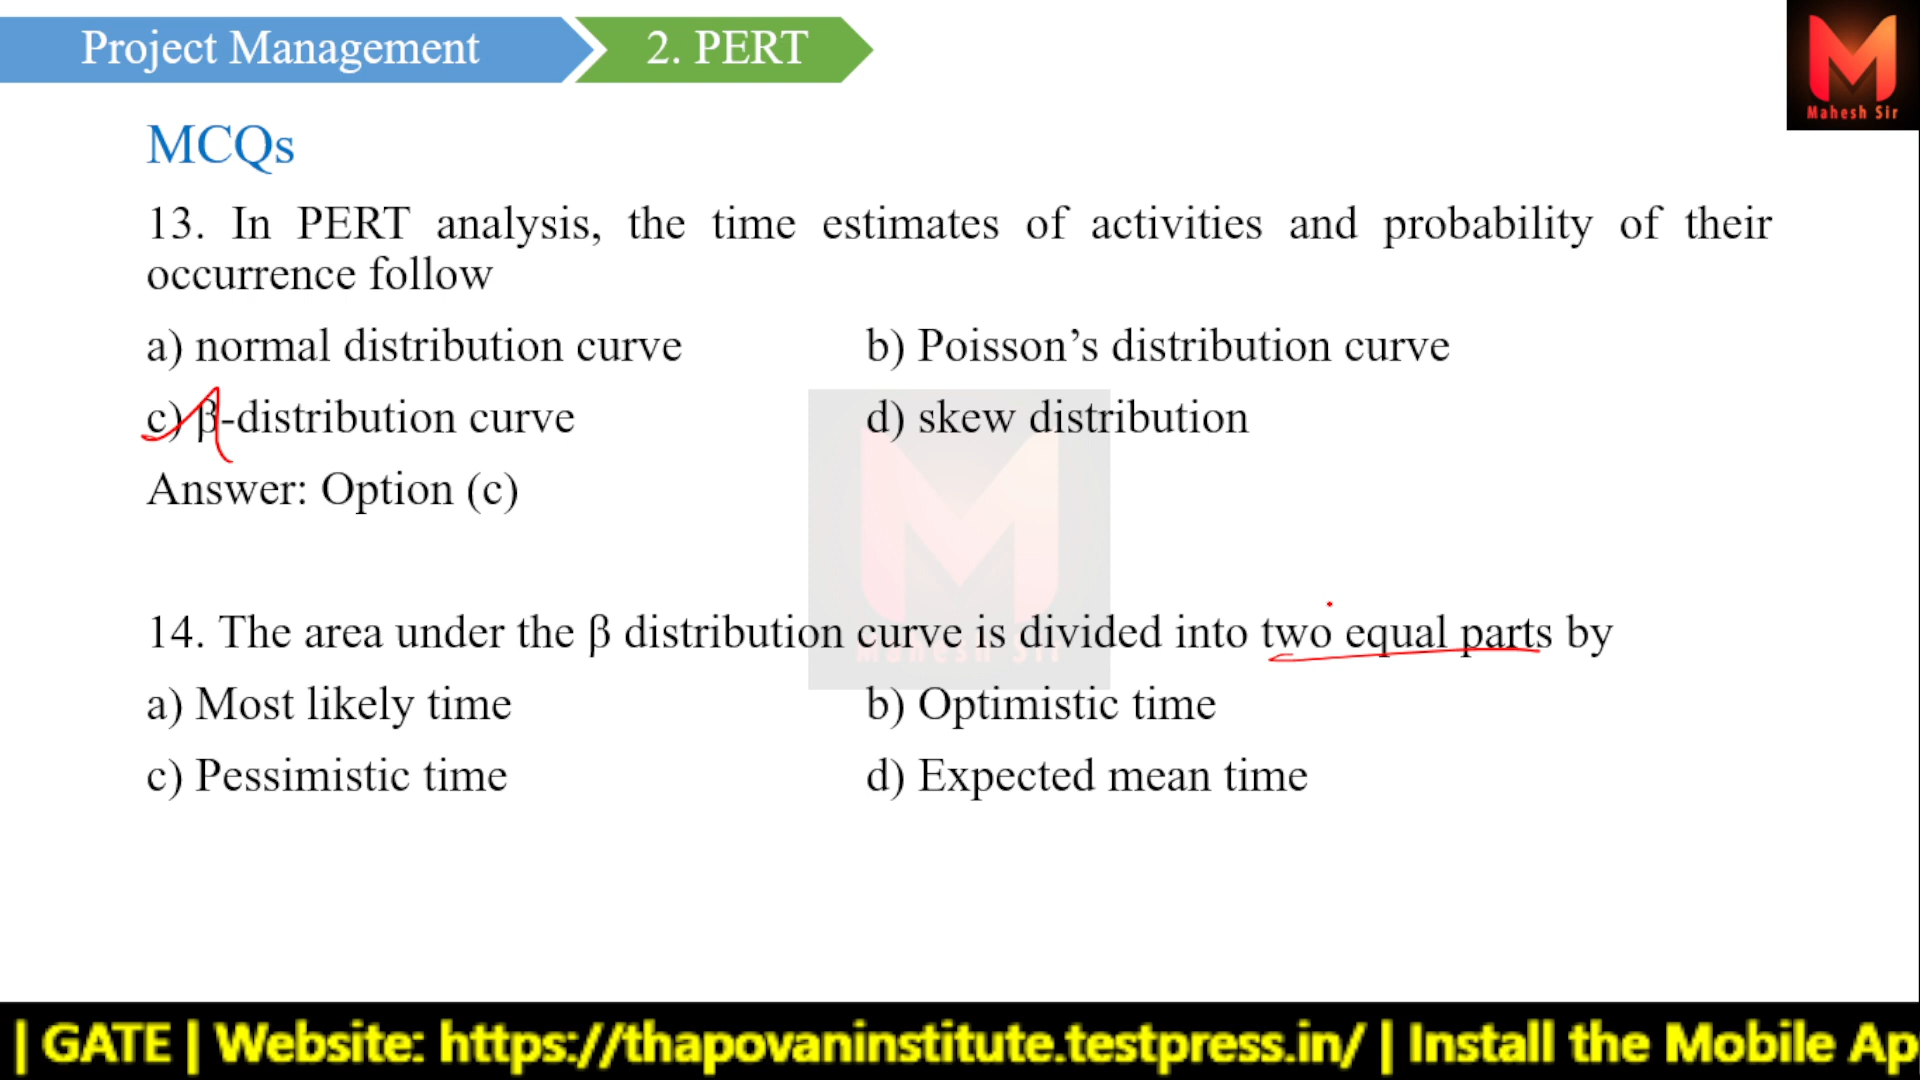 Project Management
2. PERT
Mahesh Sir
MCQs
13. In PERT analysis, the time estimates of activities and probability of their
occurrence follow
a) normal distribution curve
b) Poisson’s distribution curve
c) β-distribution curve
d) skew distribution
Answer: Option (c)
14. The area under the β distribution curve is divided into two equal parts by
Mahesh Sir
a) Most likely time
b) Optimistic time
c) Pessimistic time
d) Expected mean time
| GATE | Website: https://thapovaninstitute.testpress.in/ | Install the Mobile Ap